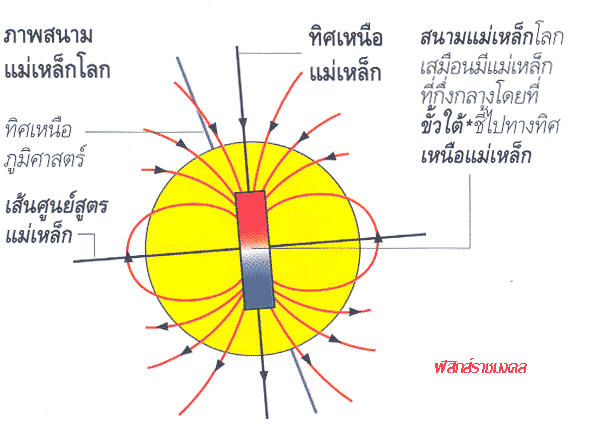 ภาพสนาม
แม่เหล็กโลก
ทิศเหนือ
แม่เหล็ก
สนามแม่เหล็กโลก
เสมือนมีแม่เหล็ก
ที่กึ่งกลางโดยที่
ขั้วใต้*ชี้ไปทางทิศ
เหนือแม่เหล็ก
ทิศเหนือ
ภูมิศาสตร์
เส้นศูนย์สูตร
แม่เหล็ก
ฟิสิกส์ราชมงคล